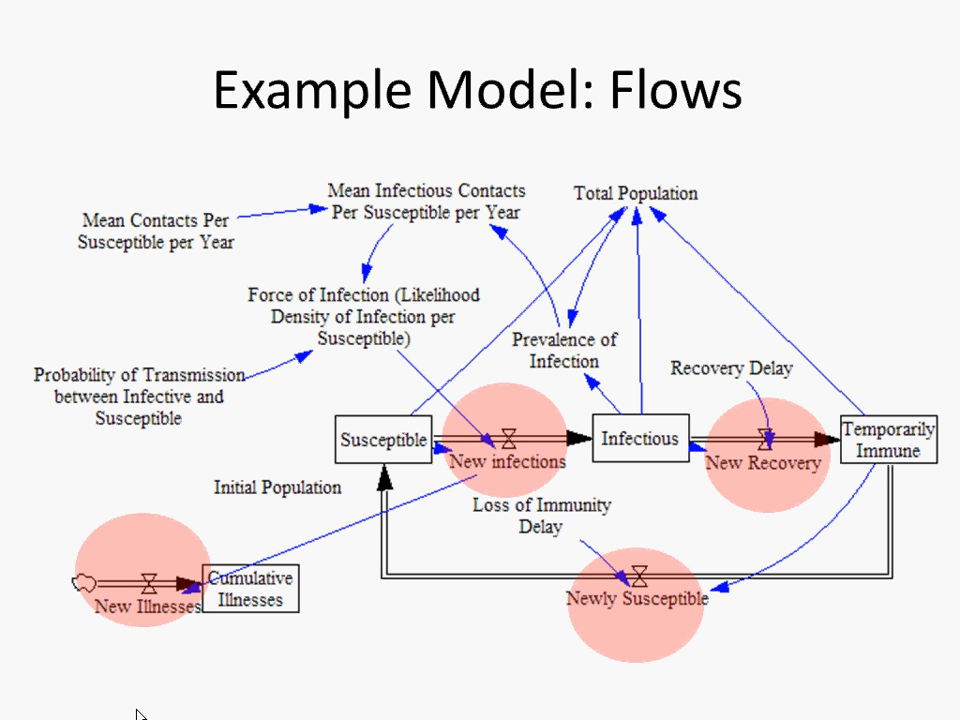 Example Model: Flows
Mean Infectious Contacts
Per Susceptible per Year
Total Population
Mean Contacts Per
Susceptible per Year
Force of Infection (Likelihood
Density of Infection per
Susceptible)
Prevalence of
Infection
Recovery Delay
Probability of Transmission
between Infective and
Susceptible
Susceptible
New infections
Infectious
New Recovery
Temporarily
Immune
Initial Population
Loss of Immunity
Delay
New Illnesses
Cumulative
Illnesses
Newly Susceptible